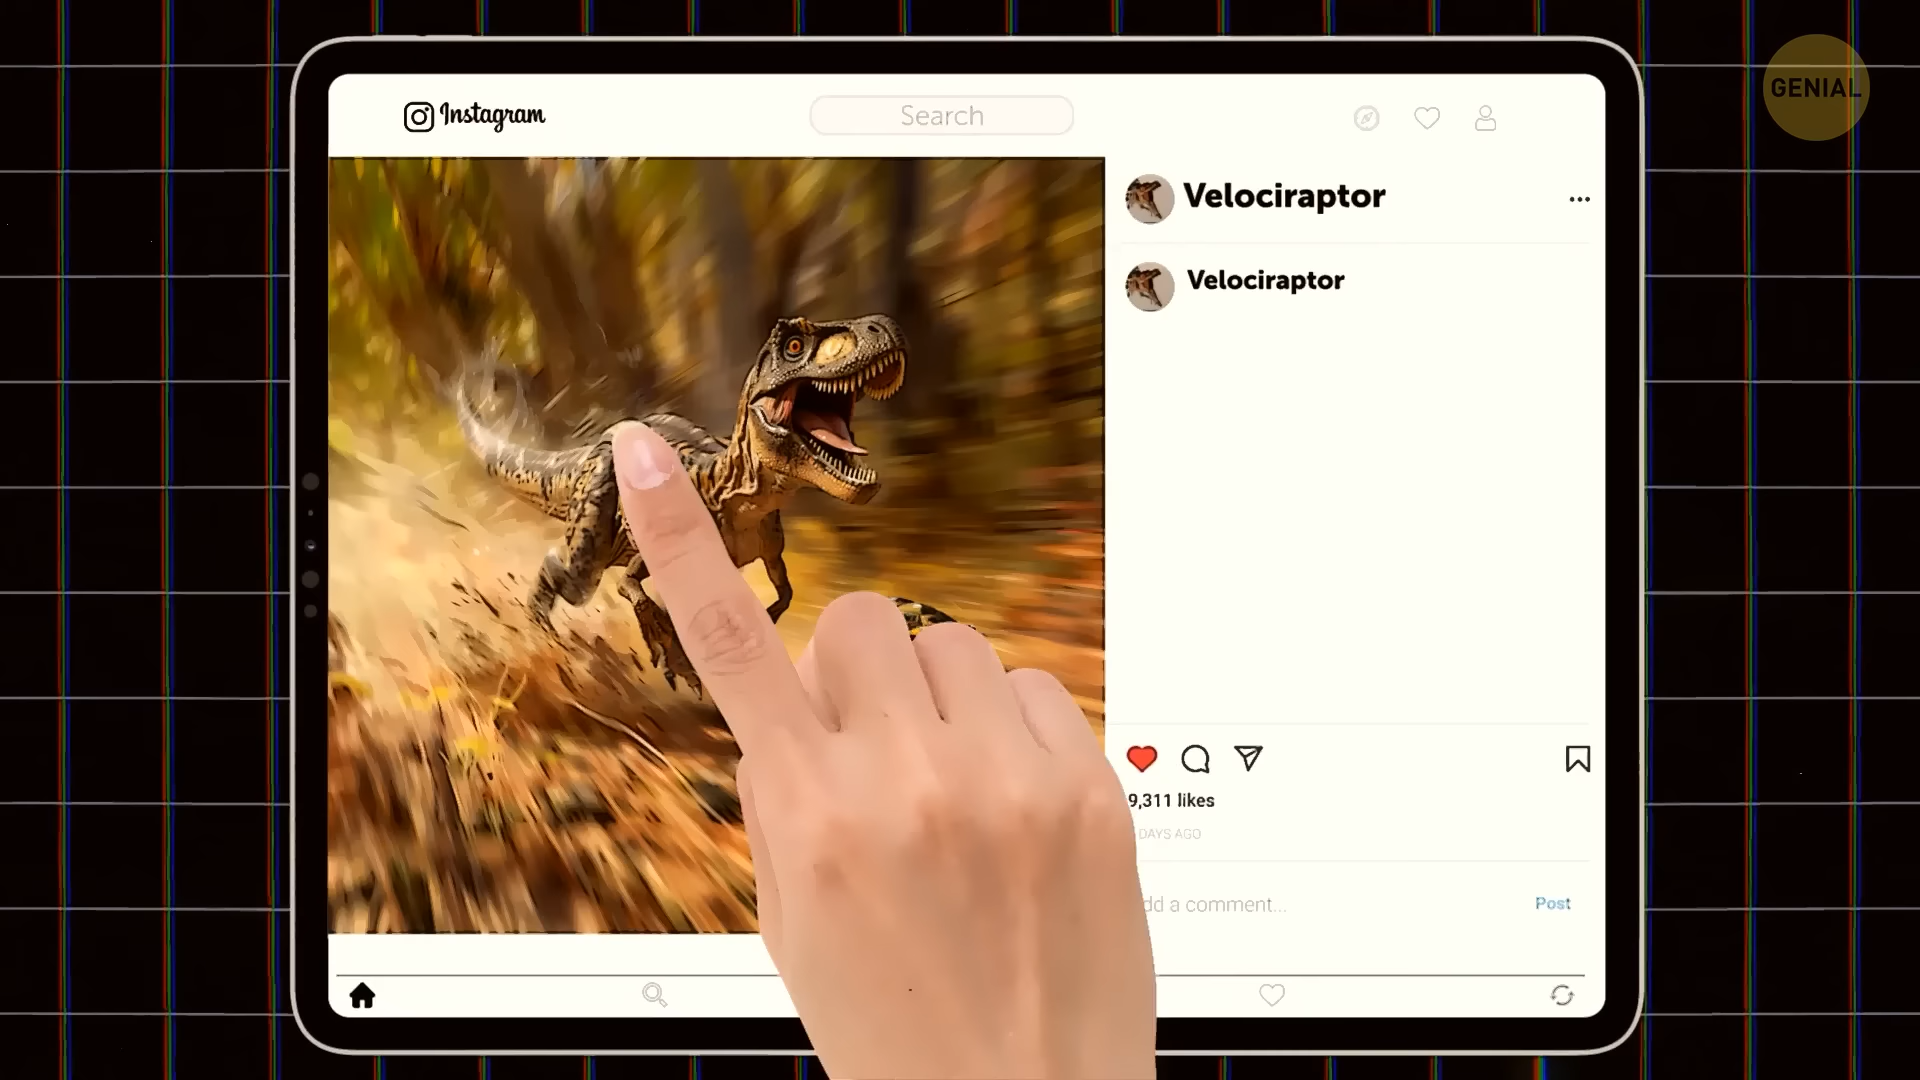 GENIAL
Instagram
Search
Velociraptor
Velociraptor
9,311 likes
DAYS AGO
dd a comment...
Post